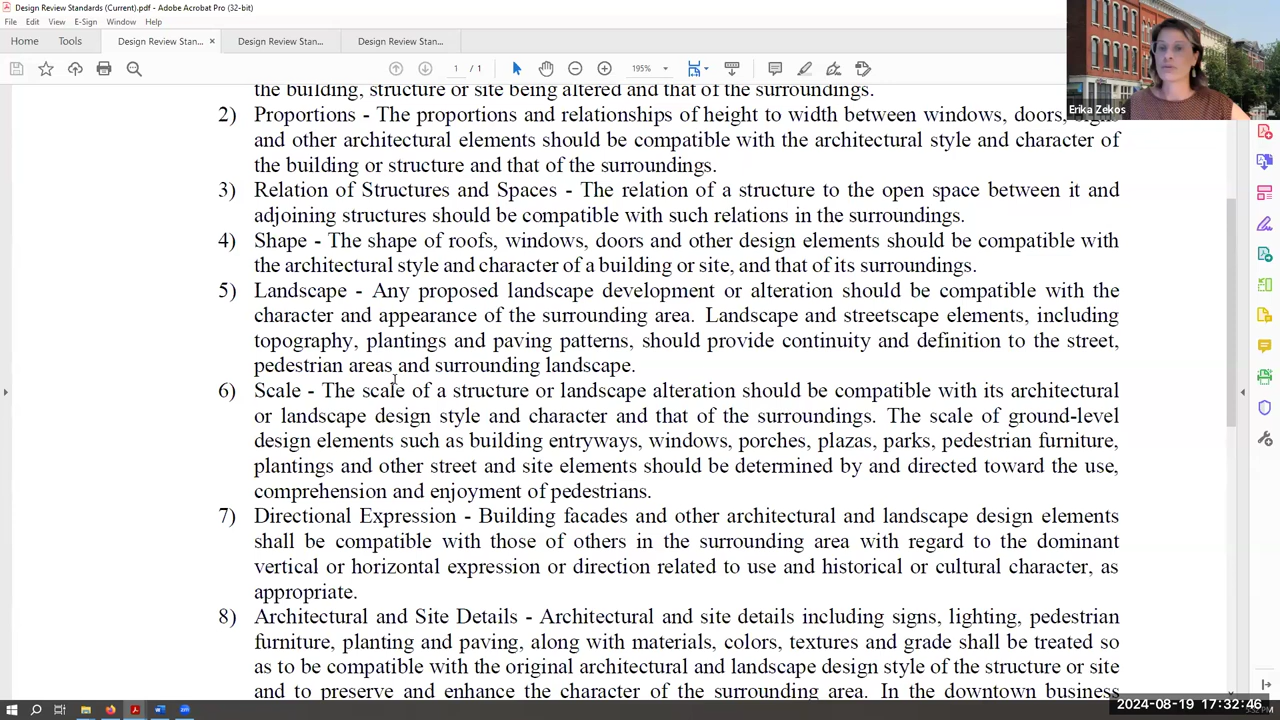 Design Review Standards (Current).pdf - Adobe Acrobat Pro (32-bit)
File Edit View E-Sign Window Help
Home Tools Design Review Stan... × Design Review Stan... Design Review Stan...
1 / 1 195%
Erika Zekos
the building, structure or site being altered and that of the surroundings.
2) Proportions - The proportions and relationships of height to width between windows, doors,
and other architectural elements should be compatible with the architectural style and character of
the building or structure and that of the surroundings.
3) Relation of Structures and Spaces - The relation of a structure to the open space between it and
adjoining structures should be compatible with such relations in the surroundings.
4) Shape - The shape of roofs, windows, doors and other design elements should be compatible with
the architectural style and character of a building or site, and that of its surroundings.
5) Landscape - Any proposed landscape development or alteration should be compatible with the
character and appearance of the surrounding area. Landscape and streetscape elements, including
topography, plantings and paving patterns, should provide continuity and definition to the street,
pedestrian areas and surrounding landscape.
6) Scale - The scale of a structure or landscape alteration should be compatible with its architectural
or landscape design style and character and that of the surroundings. The scale of ground-level
design elements such as building entryways, windows, porches, plazas, parks, pedestrian furniture,
plantings and other street and site elements should be determined by and directed toward the use,
comprehension and enjoyment of pedestrians.
7) Directional Expression - Building facades and other architectural and landscape design elements
shall be compatible with those of others in the surrounding area with regard to the dominant
vertical or horizontal expression or direction related to use and historical or cultural character, as
appropriate.
8) Architectural and Site Details - Architectural and site details including signs, lighting, pedestrian
furniture, planting and paving, along with materials, colors, textures and grade shall be treated so
as to be compatible with the original architectural and landscape design style of the structure or site
and to preserve and enhance the character of the surrounding area. In the downtown business
2024-08-19 17:32:46